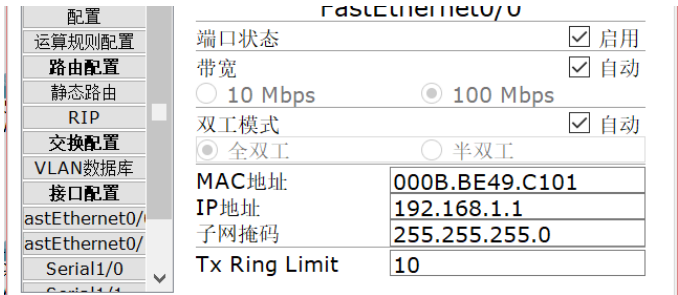 配置
运算规则配置
路由配置
静态路由
RIP
交换配置
VLAN数据库
接口配置
astEthernet0/
astEthernet0/
Serial1/0
Serial1/1
FastEthernet0/0
端口状态 启用
带宽 自动
10 Mbps 100 Mbps
双工模式 自动
全双工 半双工
MAC地址 000B.BE49.C101
IP地址 192.168.1.1
子网掩码 255.255.255.0
Tx Ring Limit 10